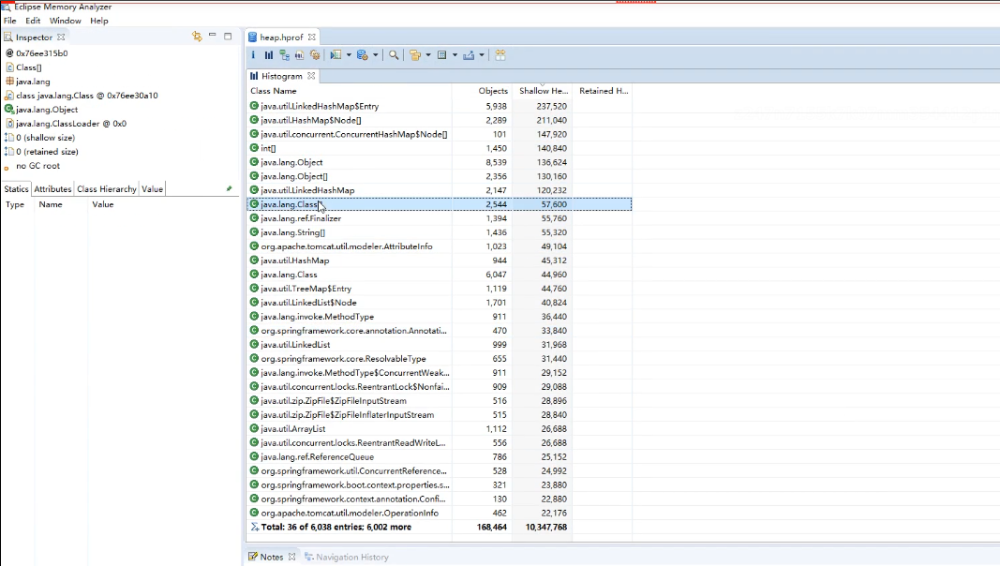 Eclipse Memory Analyzer
File Edit Window Help
Inspector
@ 0x76ee315b0
Class[]
java.lang
class java.lang.Class @ 0x76ee30a10
java.lang.Object
java.lang.ClassLoader @ 0x0
0 (shallow size)
0 (retained size)
no GC root
Statics Attributes Class Hierarchy Value
Type Name Value
heap.hprof
Histogram
Class Name Objects Shallow He... Retained H...
java.util.LinkedHashMap$Entry 5,938 237,520
java.util.HashMap$Node[] 2,289 211,040
java.util.concurrent.ConcurrentHashMap$Node[] 101 147,920
int[] 1,450 140,840
java.lang.Object 8,539 136,624
java.lang.Object[] 2,356 130,160
java.util.LinkedHashMap 2,147 120,232
java.lang.Class 2,544 57,600
java.lang.ref.Finalizer 1,394 55,760
java.lang.String[] 1,436 55,320
org.apache.tomcat.util.modeler.AttributeInfo 1,023 49,104
java.util.HashMap 944 45,312
java.lang.Class 6,047 44,960
java.util.TreeMap$Entry 1,119 44,760
java.util.LinkedList$Node 1,701 40,824
java.lang.invoke.MethodType 911 36,440
org.springframework.core.annotation.Annotati... 470 33,840
java.util.LinkedList 999 31,968
org.springframework.core.ResolvableType 655 31,440
java.lang.invoke.MethodType$ConcurrentWeak... 911 29,152
java.util.concurrent.locks.ReentrantLock$Nonfai... 909 29,088
java.util.zip.ZipFile$ZipFileInputStream 516 28,896
java.util.zip.ZipFile$ZipFileInflaterInputStream 515 28,840
java.util.ArrayList 1,112 26,688
java.util.concurrent.locks.ReentrantReadWriteL... 556 26,688
java.lang.ref.ReferenceQueue 786 25,152
org.springframework.util.ConcurrentReference... 528 24,992
org.springframework.boot.context.properties.s... 321 23,880
org.springframework.context.annotation.Confi... 130 22,880
org.apache.tomcat.util.modeler.OperationInfo 462 22,176
Total: 36 of 6,038 entries; 6,002 more 168,464 10,347,768
Notes Navigation History